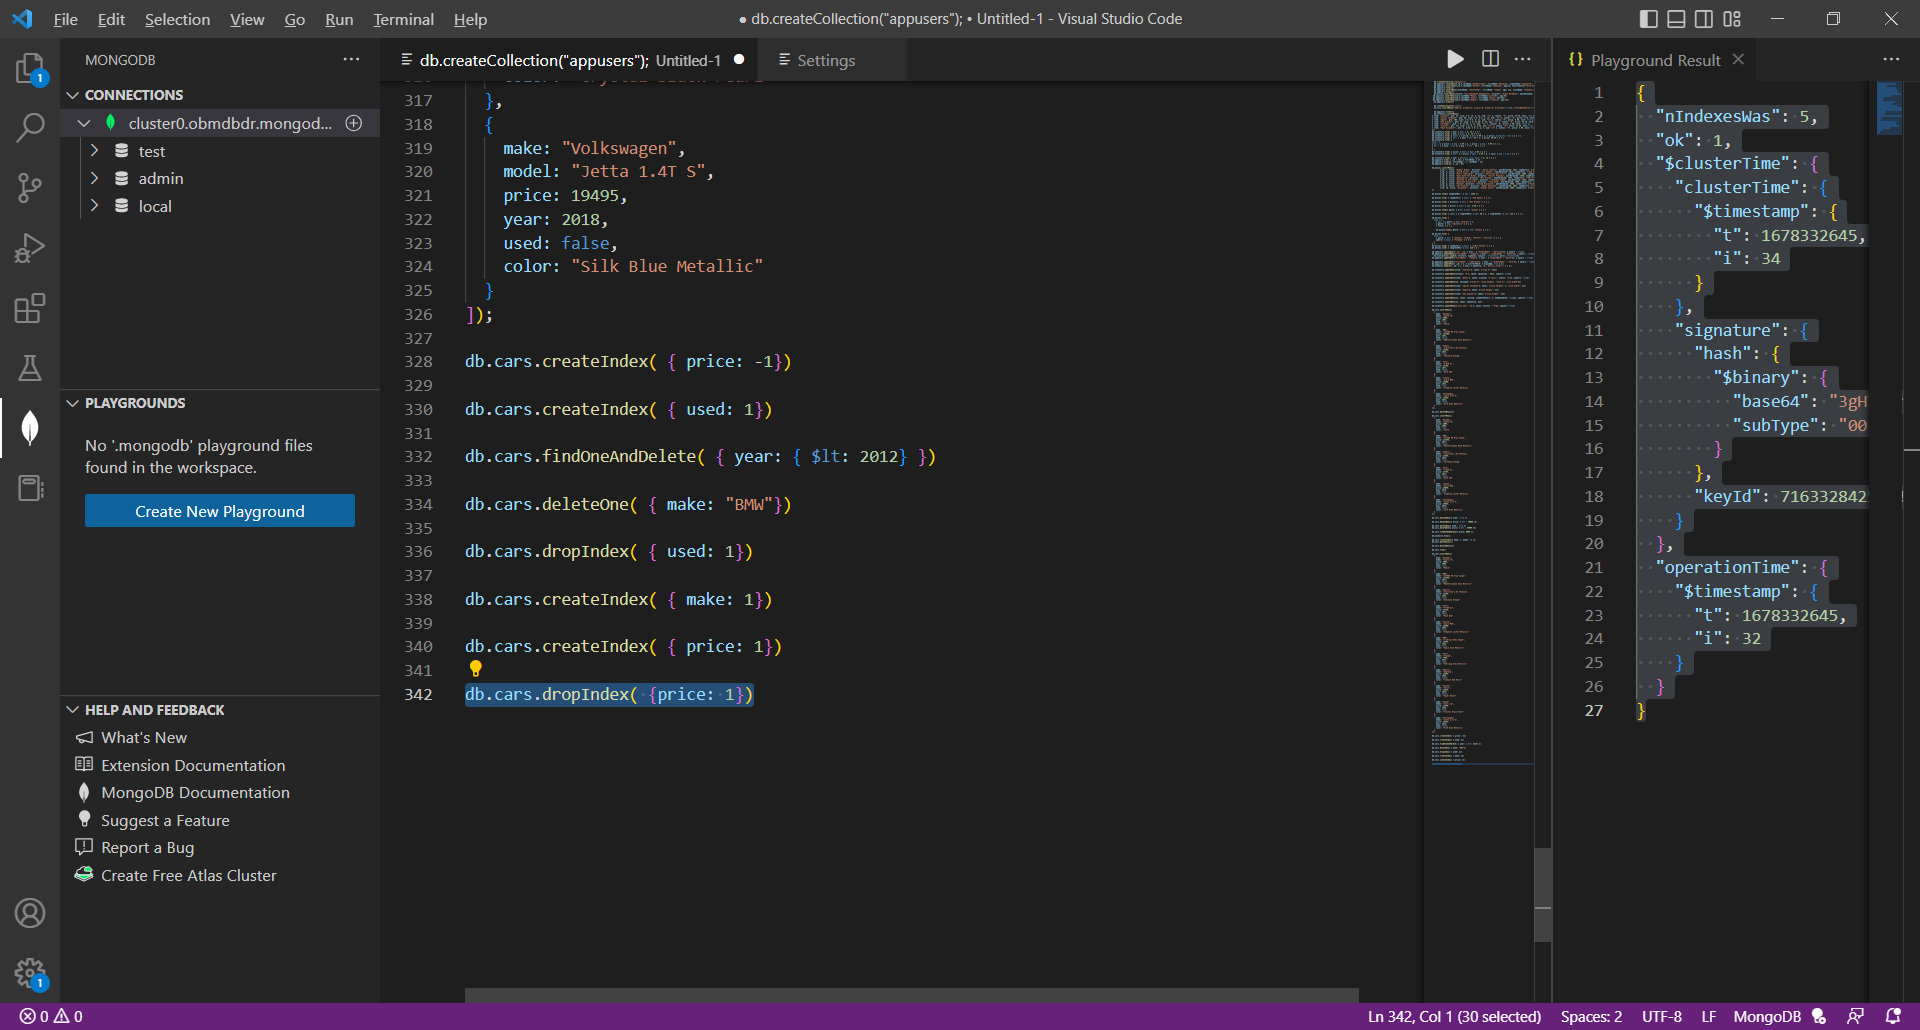 File Edit Selection View Go Run Terminal Help
● db.createCollection("appusers"); • Untitled-1 - Visual Studio Code
MONGODB
CONNECTIONS
cluster0.obmdbdr.mongod...
test
admin
local
PLAYGROUNDS
No '.mongodb' playground files
found in the workspace.
Create New Playground
HELP AND FEEDBACK
What's New
Extension Documentation
MongoDB Documentation
Suggest a Feature
Report a Bug
Create Free Atlas Cluster
1
1
db.createCollection("appusers"); Untitled-1 ●
Settings
317 },
318 {
319 make: "Volkswagen",
320 model: "Jetta 1.4T S",
321 price: 19495,
322 year: 2018,
323 used: false,
324 color: "Silk Blue Metallic"
325 }
326 ]);
327
328 db.cars.createIndex( { price: -1})
329
330 db.cars.createIndex( { used: 1})
331
332 db.cars.findOneAndDelete( { year: { $lt: 2012} })
333
334 db.cars.deleteOne( { make: "BMW"})
335
336 db.cars.dropIndex( { used: 1})
337
338 db.cars.createIndex( { make: 1})
339
340 db.cars.createIndex( { price: 1})
341
342 db.cars.dropIndex( {price: 1})
{} Playground Result
1 {
2 "nIndexesWas": 5,
3 "ok": 1,
4 "$clusterTime": {
5 "clusterTime": {
6 "$timestamp": {
7 "t": 1678332645,
8 "i": 34
9 }
10 },
11 "signature": {
12 "hash": {
13 "$binary": {
14 "base64": "3gH
15 "subType": "00
16 }
17 },
18 "keyId": 716332842
19 }
20 },
21 "operationTime": {
22 "$timestamp": {
23 "t": 1678332645,
24 "i": 32
25 }
26 }
27 }
0 0
Ln 342, Col 1 (30 selected) Spaces: 2 UTF-8 LF MongoDB